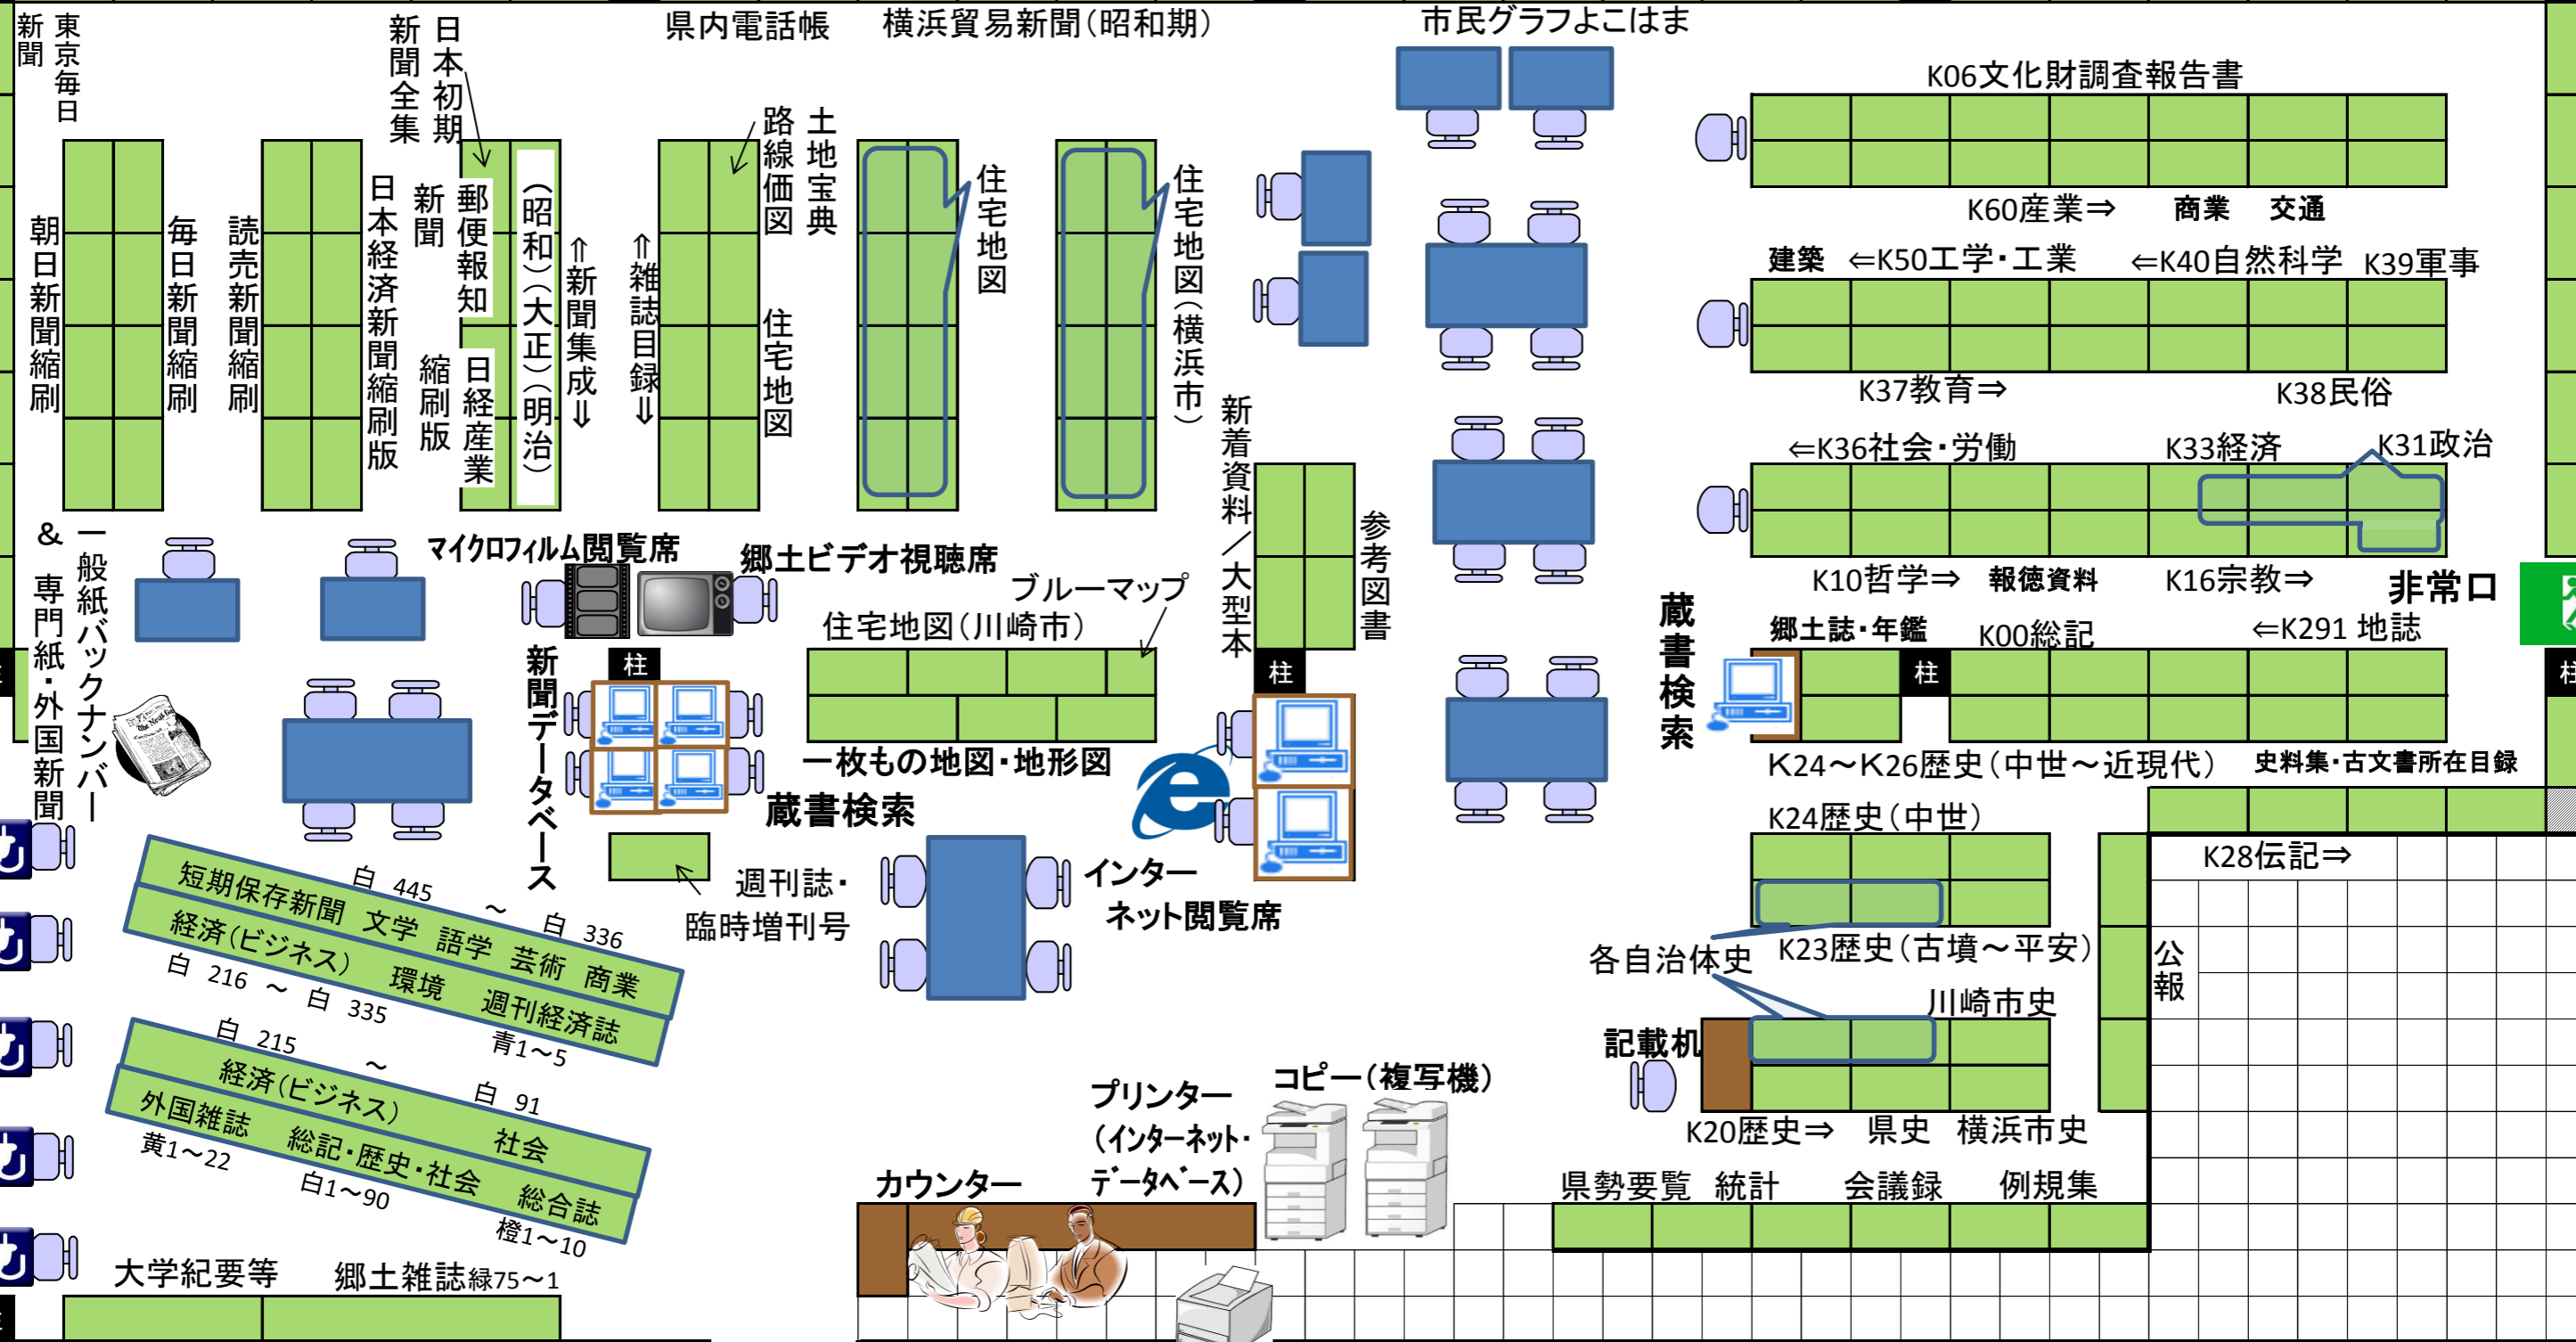 東京毎日
新聞
日本初期
新聞全集
県内電話帳
横浜貿易新聞(昭和期)
市民グラフよこはま
朝日新聞縮刷
毎日新聞縮刷
読売新聞縮刷
日本経済新聞縮刷版
郵便報知
新聞
日経産業
縮刷版
(昭和)(大正)(明治)
⇑新聞集成⇓
⇑雑誌目録⇓
土地宝典
路線価図
住宅地図
住宅地図
住宅地図(横浜市)
新着資料/大型本
参考図書
K06文化財調査報告書
K60産業⇒ 商業 交通
建築 ⇐K50工学・工業 ⇐K40自然科学 K39軍事
K37教育⇒ K38民俗
⇐K36社会・労働 K33経済 K31政治
K10哲学⇒ 報徳資料 K16宗教⇒
非常口
一般紙バックナンバー
& 専門紙・外国新聞
マイクロフィルム閲覧席
郷土ビデオ視聴席
ブルーマップ
住宅地図(川崎市)
一枚もの地図・地形図
新聞データベース
柱
柱
蔵書検索
週刊誌・
臨時増刊号
インター
ネット閲覧席
蔵書検索
郷土誌・年鑑 K00総記 ⇐K291 地誌
柱
柱
K24~K26歴史(中世~近現代) 史料集・古文書所在目録
K24歴史(中世)
K28伝記⇒
各自治体史
K23歴史(古墳~平安)
公報
川崎市史
記載机
K20歴史⇒ 県史 横浜市史
県勢要覧 統計 会議録 例規集
白 445 ~ 白 336
短期保存新聞 文学 語学 芸術 商業
経済(ビジネス) 環境 週刊経済誌
白 216 ~ 白 335
青1~5
白 215 ~ 白 91
経済(ビジネス) 社会
外国雑誌 総記・歴史・社会 総合誌
黄1~22
白1~90
橙1~10
大学紀要等
郷土雑誌緑75~1
カウンター
プリンター
(インターネット・
データベース)
コピー(複写機)